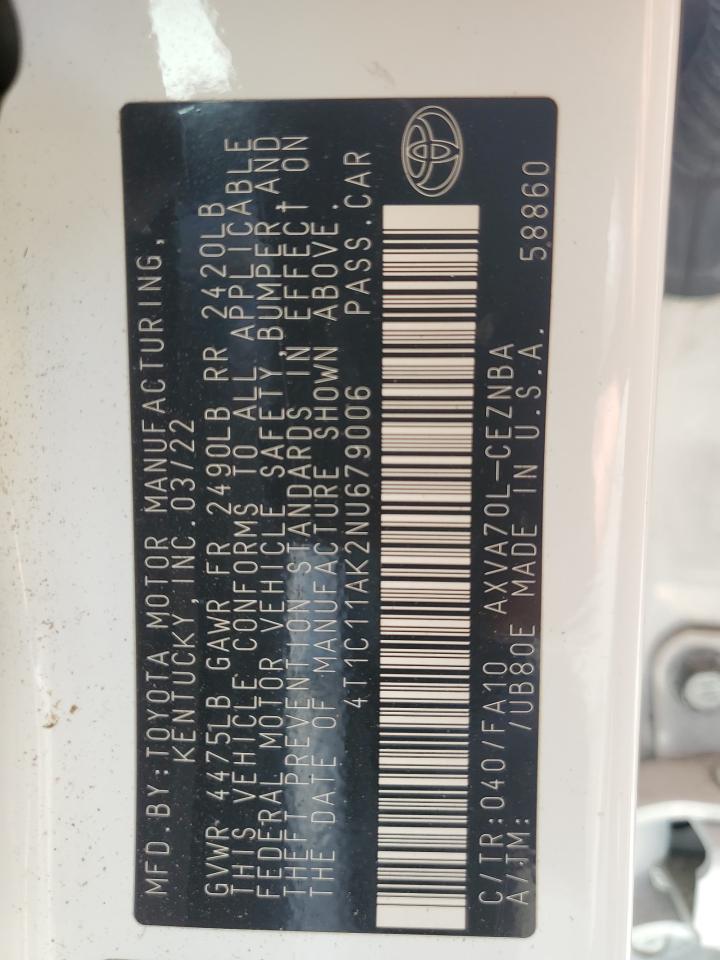 MFD.BY:TOYOTA MOTOR MANUFACTURING,
KENTUCKY, INC.03/22
GVWR 4475LB GAWR FR 2490LB RR 2420LB
THIS VEHICLE CONFORMS TO ALL APPLICABLE
FEDERAL MOTOR VEHICLE SAFETY, BUMPER AND
THEFT PREVENTION STANDARDS IN EFFECT ON
THE DATE OF MANUFACTURE SHOWN ABOVE.
4T1C11AK2NU679006 PASS.CAR
C/TR:040/FA10 AXVA70L-CEZNBA
A/TM: /UB80E MADE IN U.S.A. 58860